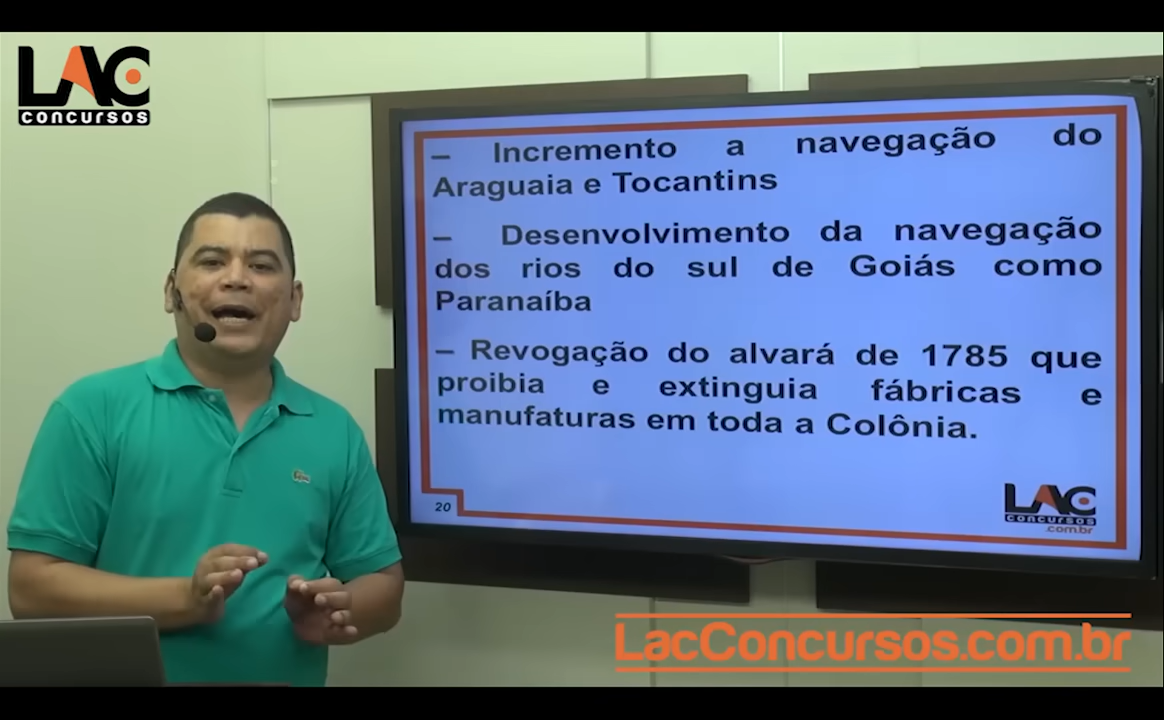 LAC
concursos
– Incremento a navegação do
Araguaia e Tocantins
– Desenvolvimento da navegação
dos rios do sul de Goiás como
Paranaíba
– Revogação do alvará de 1785 que
proibia e extinguia fábricas e
manufaturas em toda a Colônia.
20
LAC
concursos
.com.br
LacConcursos.com.br